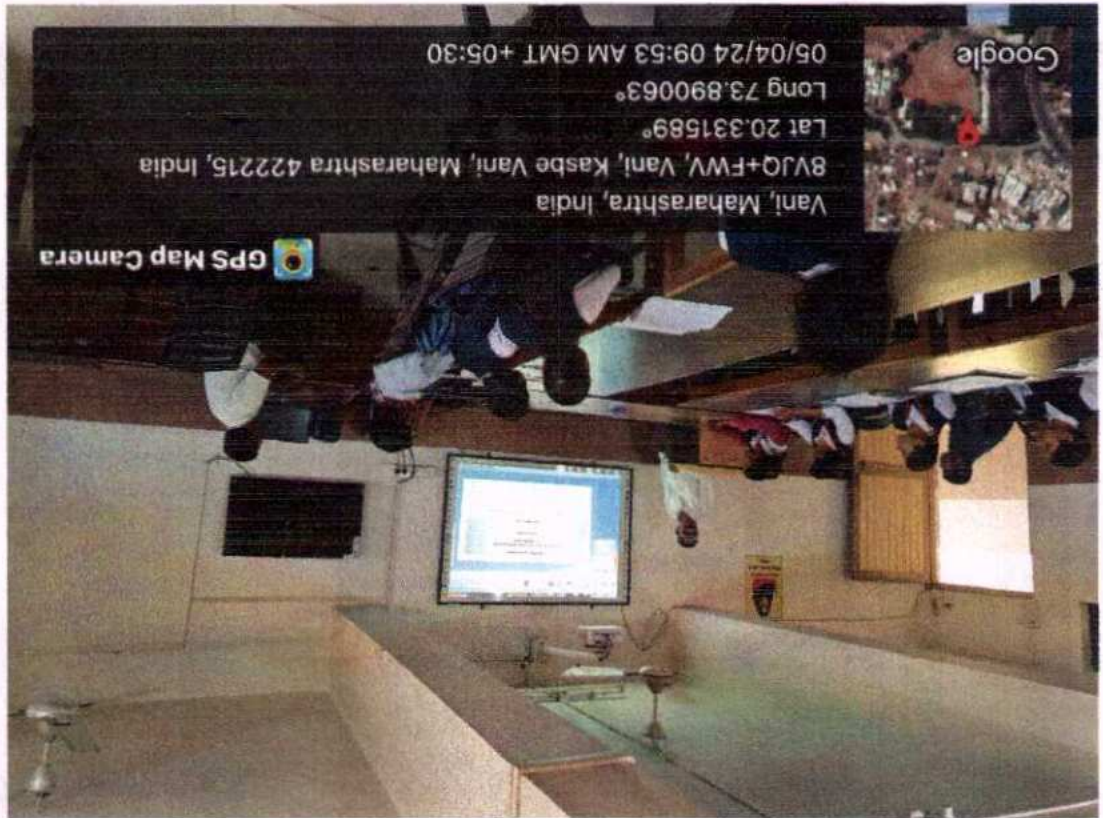 GPS Map Camera
Vani, Maharashtra, India
8VJQ+FWV, Vani, Kasbe Vani, Maharashtra 422215, India
Lat 20.331589°
Long 73.890063°
05/04/24 09:53 AM GMT +05:30
Google